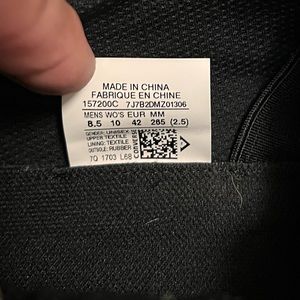 MADE IN CHINA
FABRIQUE EN CHINE
157200C 7J7B2DMZ01306
MENS WO'S EUR MM
8.5 10 42 265 (2.5)
GENDER: UNISEX
UPPER: TEXTILE
LINING: TEXTILE
OUTSOLE: RUBBER
7Q 1703 L68
CONVERSE